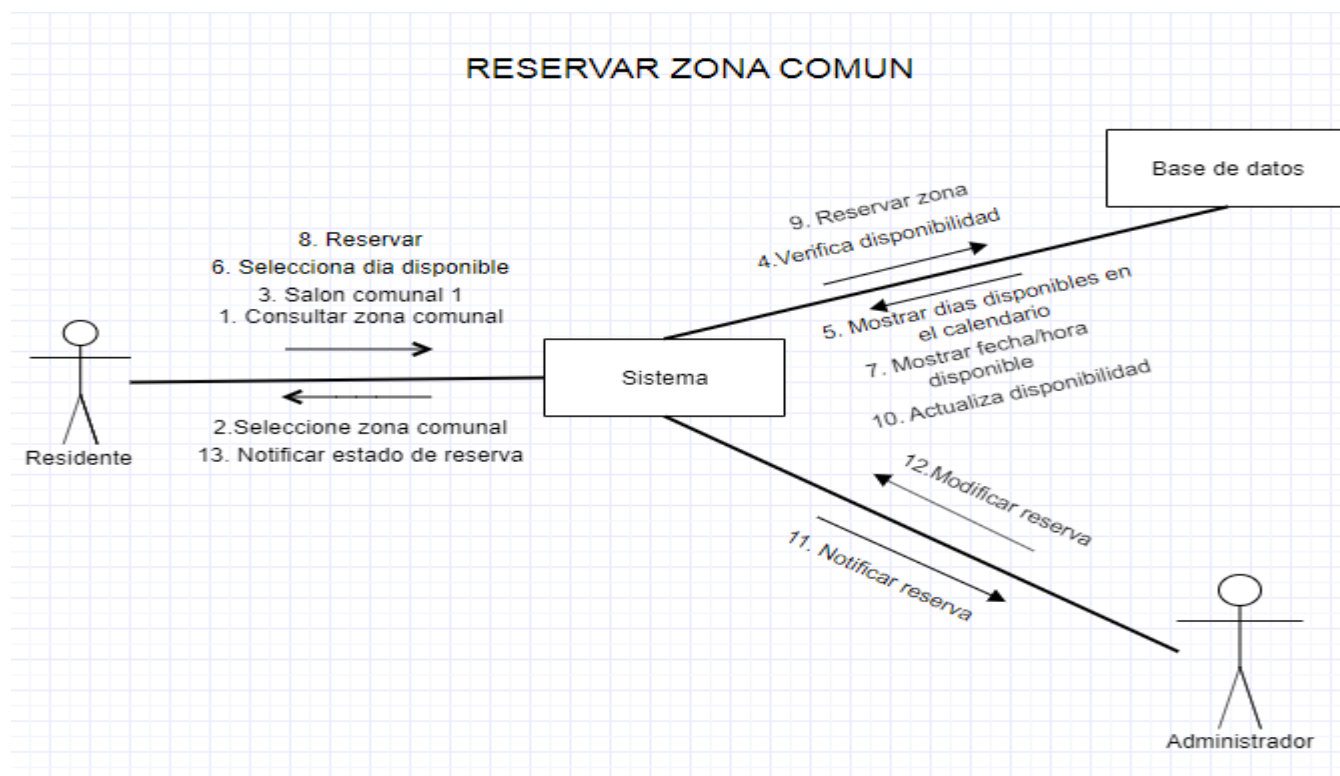 RESERVAR ZONA COMUN
Base de datos
9. Reservar zona
4.Verifica disponibilidad
8. Reservar
6. Selecciona dia disponible
3. Salon comunal 1
1. Consultar zona comunal
5. Mostrar dias disponibles en
el calendario
7. Mostrar fecha/hora
disponible
10. Actualiza disponibilidad
Sistema
2.Seleccione zona comunal
13. Notificar estado de reserva
Residente
12.Modificar reserva
11. Notificar reserva
Administrador